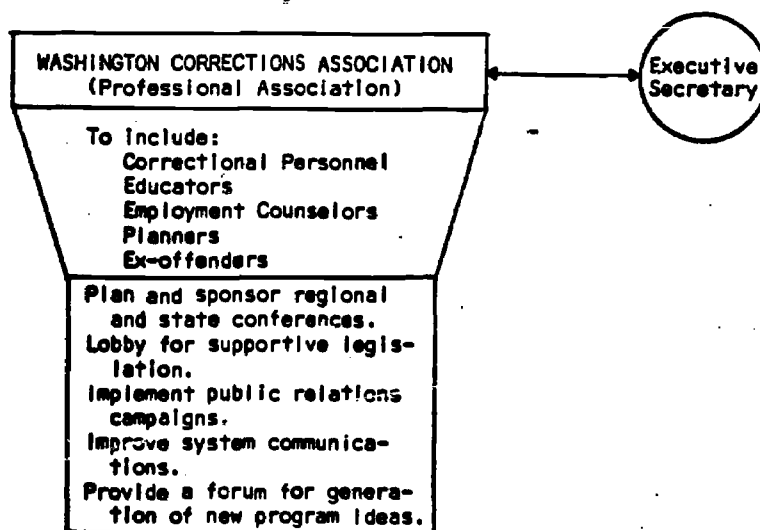 WASHINGTON CORRECTIONS ASSOCIATION
(Professional Association)
Executive
Secretary
To include:
Correctional Personnel
Educators
Employment Counselors
Planners
Ex-offenders
Plan and sponsor regional
and state conferences.
Lobby for supportive legis-
lation.
Implement public relations
campaigns.
Improve system communica-
tions.
Provide a forum for genera-
tion of new program ideas.